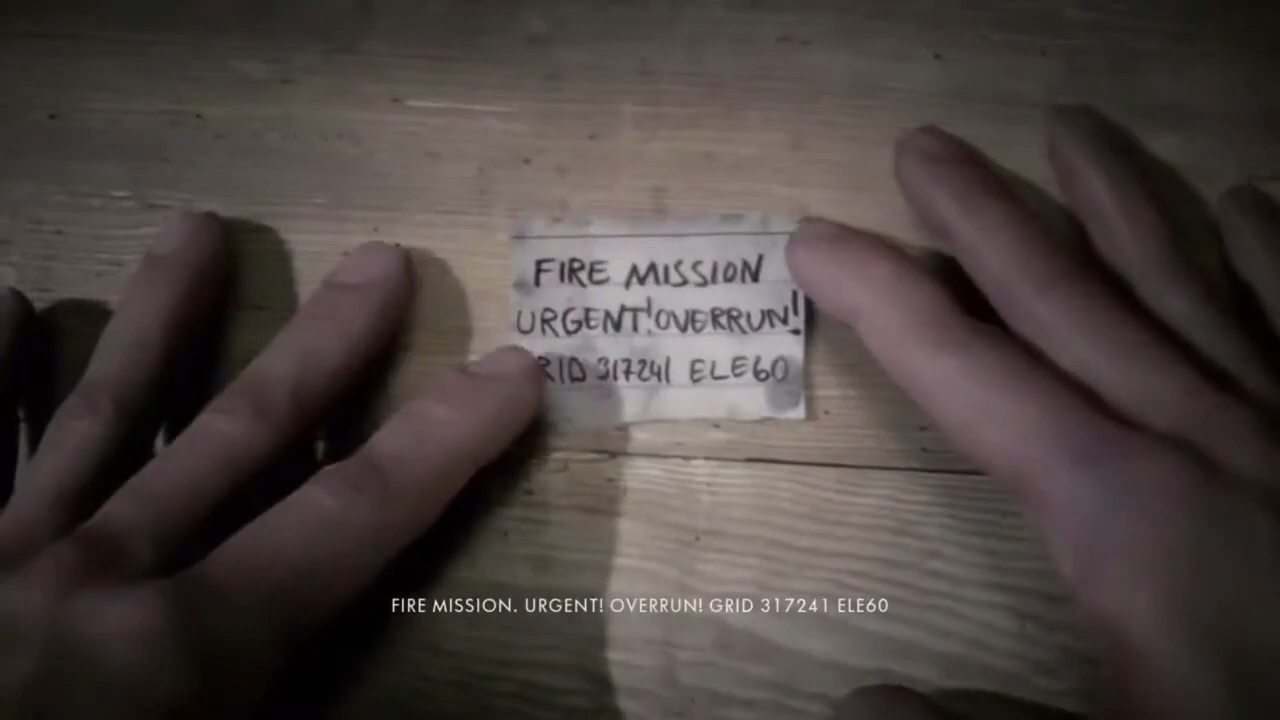 FIRE MISSION
URGENT! OVERRUN!
RID 317241 ELE60
FIRE MISSION. URGENT! OVERRUN! GRID 317241 ELE60